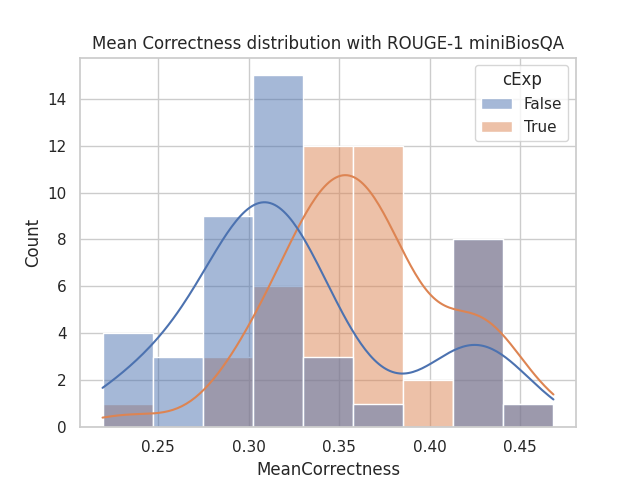 Mean Correctness distribution with ROUGE-1 miniBiosQA
cExp
False
True
14
12
10
8
6
4
2
0
Count
0.25
0.30
0.35
0.40
0.45
MeanCorrectness